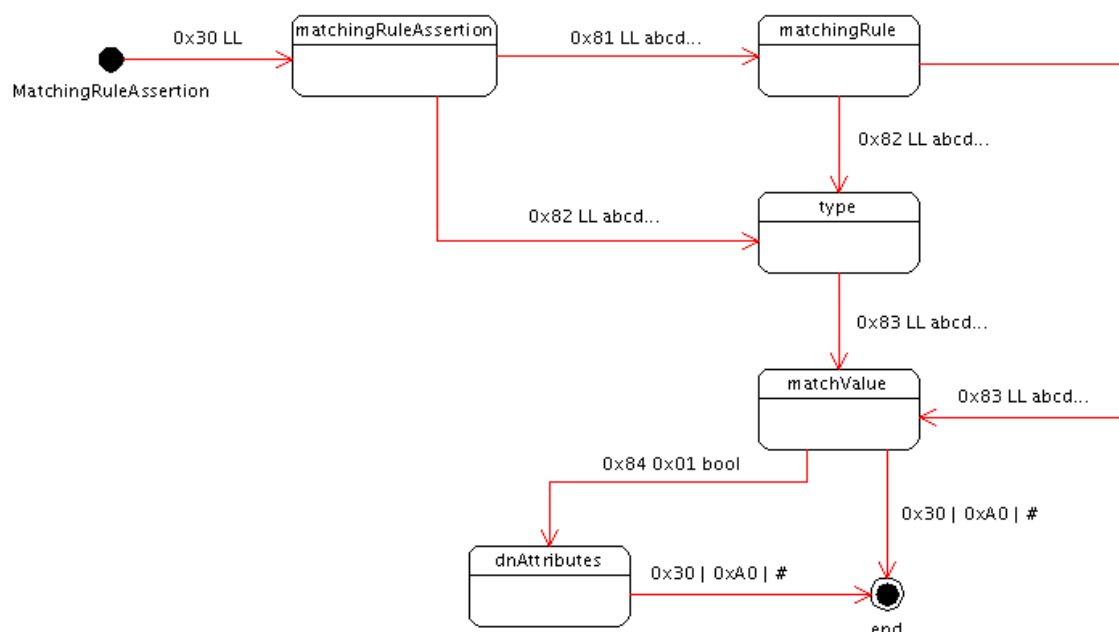 matchingRuleAssertion
matchingRule
0x30 LL
0x81 LL abcd...
MatchingRuleAssertion
0x82 LL abcd...
type
0x82 LL abcd...
0x83 LL abcd...
matchValue
0x83 LL abcd...
0x84 0x01 bool
0x30 | 0xA0 | #
dnAttributes
0x30 | 0xA0 | #
end